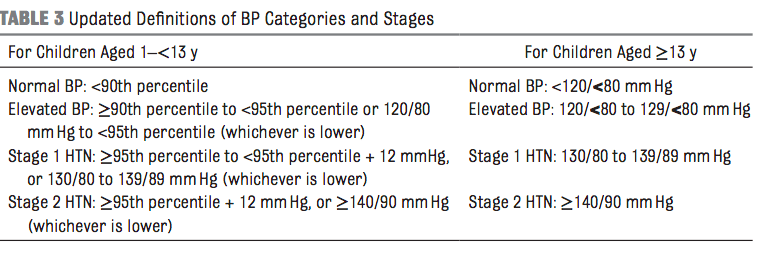 TABLE 3 Updated Definitions of BP Categories and Stages
For Children Aged 1–<13 y
For Children Aged ≥13 y
Normal BP: <90th percentile
Normal BP: <120/<80 mm Hg
Elevated BP: ≥90th percentile to <95th percentile or 120/80
mm Hg to <95th percentile (whichever is lower)
Elevated BP: 120/<80 to 129/<80 mm Hg
Stage 1 HTN: ≥95th percentile to <95th percentile + 12 mmHg,
or 130/80 to 139/89 mm Hg (whichever is lower)
Stage 1 HTN: 130/80 to 139/89 mm Hg
Stage 2 HTN: ≥95th percentile + 12 mm Hg, or ≥140/90 mm Hg
(whichever is lower)
Stage 2 HTN: ≥140/90 mm Hg